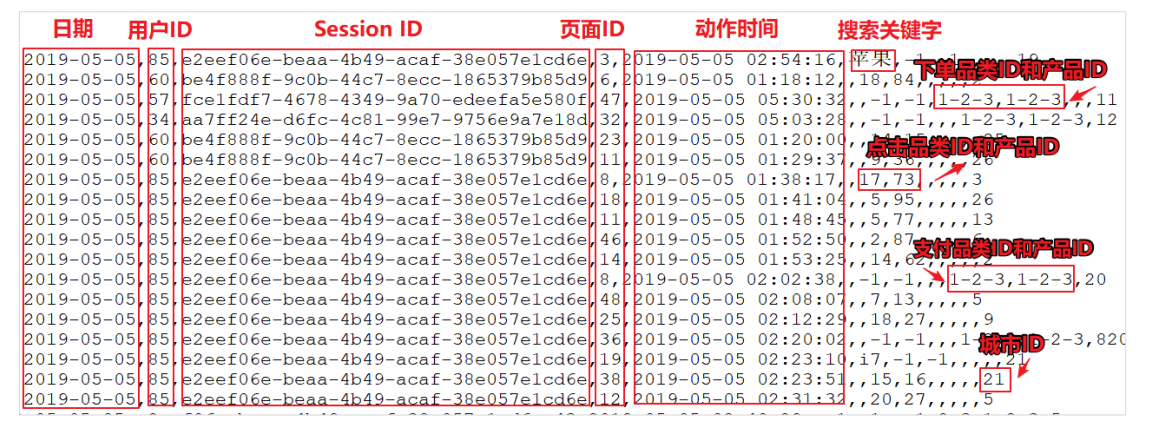 日期 用户ID Session ID 页面ID 动作时间 搜索关键字
2019-05-05,85,e2eef06e-beaa-4b49-acaf-38e057e1cd6e,3,2019-05-05 02:54:16,苹果,
下单品类ID和产品ID
2019-05-05,60,be4f888f-9c0b-44c7-8ecc-1865379b85d9,6,2019-05-05 01:18:12,,18,84,
2019-05-05,57,fce1fdf7-4678-4349-9a70-edeefa5e580f,47,2019-05-05 05:30:32,,-1,-1,1-2-3,1-2-3,,,11
2019-05-05,34,aa7ff24e-d6fc-4c81-99e7-9756e9a7e18d,32,2019-05-05 05:03:28,,-1,-1,,,1-2-3,1-2-3,12
2019-05-05,60,be4f888f-9c0b-44c7-8ecc-1865379b85d9,23,2019-05-05 01:20:00,
点击品类ID和产品ID
2019-05-05,60,be4f888f-9c0b-44c7-8ecc-1865379b85d9,11,2019-05-05 01:29:37,,9,36,,,,,26
2019-05-05,85,e2eef06e-beaa-4b49-acaf-38e057e1cd6e,8,2019-05-05 01:38:17,,17,73,,,,,3
2019-05-05,85,e2eef06e-beaa-4b49-acaf-38e057e1cd6e,18,2019-05-05 01:41:04,,5,95,,,,,26
2019-05-05,85,e2eef06e-beaa-4b49-acaf-38e057e1cd6e,11,2019-05-05 01:48:45,,5,77,,,,,13
2019-05-05,85,e2eef06e-beaa-4b49-acaf-38e057e1cd6e,46,2019-05-05 01:52:50,,2,87,
支付品类ID和产品ID
2019-05-05,85,e2eef06e-beaa-4b49-acaf-38e057e1cd6e,14,2019-05-05 01:53:25,,14,62,,,,,2
2019-05-05,85,e2eef06e-beaa-4b49-acaf-38e057e1cd6e,8,2019-05-05 02:02:38,,-1,-1,,,1-2-3,1-2-3,20
2019-05-05,85,e2eef06e-beaa-4b49-acaf-38e057e1cd6e,48,2019-05-05 02:08:07,,7,13,,,,,5
2019-05-05,85,e2eef06e-beaa-4b49-acaf-38e057e1cd6e,25,2019-05-05 02:12:29,,18,27,,,,,9
2019-05-05,85,e2eef06e-beaa-4b49-acaf-38e057e1cd6e,36,2019-05-05 02:20:02,,-1,-1,,,1 -2-3,820
城市ID
2019-05-05,85,e2eef06e-beaa-4b49-acaf-38e057e1cd6e,19,2019-05-05 02:23:10,i7,-1,-1,,,,,21
2019-05-05,85,e2eef06e-beaa-4b49-acaf-38e057e1cd6e,38,2019-05-05 02:23:51,,15,16,,,,,21
2019-05-05,85,e2eef06e-beaa-4b49-acaf-38e057e1cd6e,12,2019-05-05 02:31:32,,20,27,,,,,5